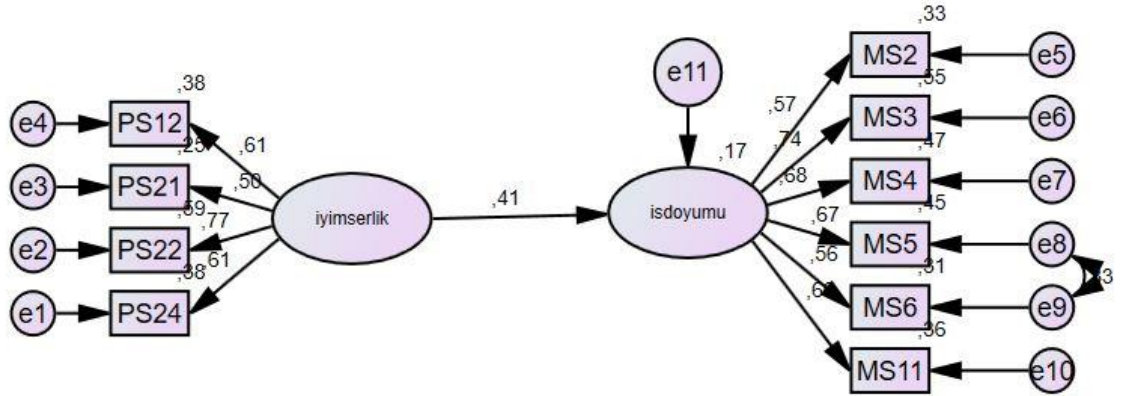 ,33
e11
MS2
e5
,38
,55
,57
e4
PS12
MS3
e6
,25
,61
,74
,17
,47
e3
PS21
,50
,68
MS4
e7
,59
,77
iyimserlik
,41
isdoyumu
,67
,45
e2
PS22
MS5
e8
,38
,61
,56
,31
e1
PS24
MS6
e9
,36
MS11
e10